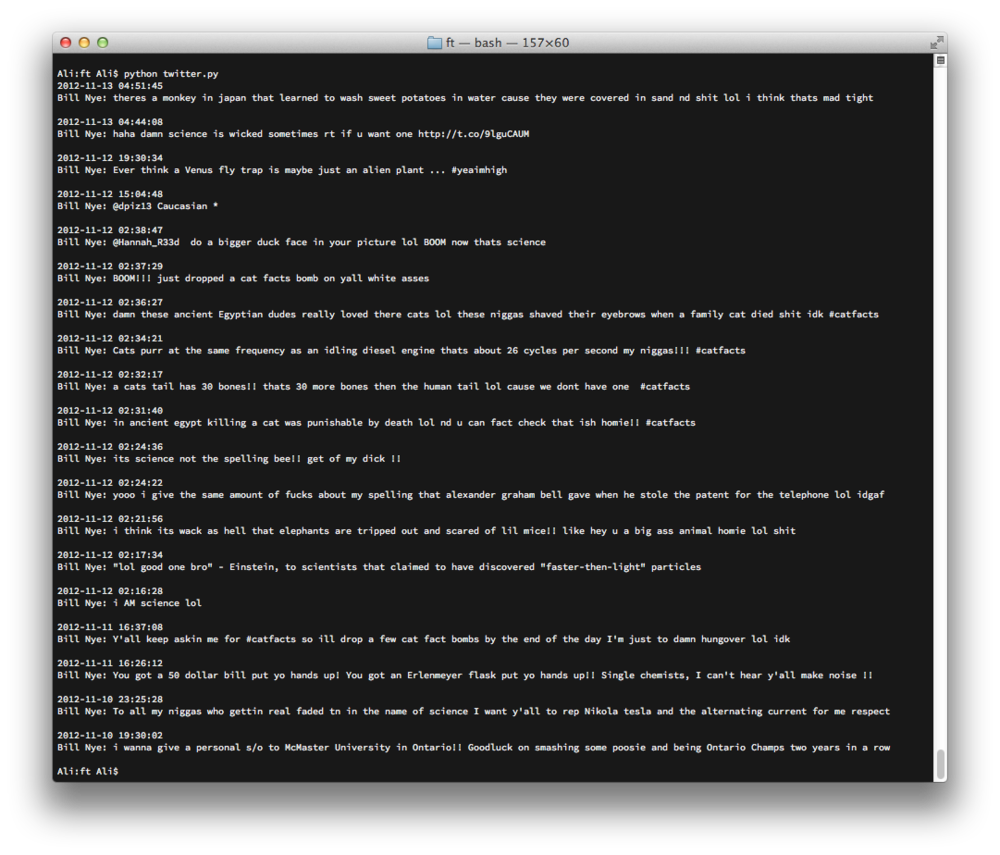 ft — bash — 157×60
Ali:ft Ali$ python twitter.py
2012-11-13 04:51:45
Bill Nye: theres a monkey in japan that learned to wash sweet potatoes in water cause they were covered in sand nd shit lol i think thats mad tight
2012-11-13 04:44:08
Bill Nye: haha damn science is wicked sometimes rt if u want one http://t.co/9lguCAUM
2012-11-12 19:30:34
Bill Nye: Ever think a Venus fly trap is maybe just an alien plant ... #yeaimhigh
2012-11-12 15:04:48
Bill Nye: @dpiz13 Caucasian *
2012-11-12 02:38:47
Bill Nye: @Hannah_R33d  do a bigger duck face in your picture lol BOOM now thats science
2012-11-12 02:37:29
Bill Nye: BOOM!!! just dropped a cat facts bomb on yall white asses
2012-11-12 02:36:27
Bill Nye: damn these ancient Egyptian dudes really loved there cats lol these niggas shaved their eyebrows when a family cat died shit idk #catfacts
2012-11-12 02:34:21
Bill Nye: Cats purr at the same frequency as an idling diesel engine thats about 26 cycles per second my niggas!!! #catfacts
2012-11-12 02:32:17
Bill Nye: a cats tail has 30 bones!! thats 30 more bones then the human tail lol cause we dont have one  #catfacts
2012-11-12 02:31:40
Bill Nye: in ancient egypt killing a cat was punishable by death lol nd u can fact check that ish homie!! #catfacts
2012-11-12 02:24:36
Bill Nye: its science not the spelling bee!! get of my dick !!
2012-11-12 02:24:22
Bill Nye: yooo i give the same amount of fucks about my spelling that alexander graham bell gave when he stole the patent for the telephone lol idgaf
2012-11-12 02:21:56
Bill Nye: i think its wack as hell that elephants are tripped out and scared of lil mice!! like hey u a big ass animal homie lol shit
2012-11-12 02:17:34
Bill Nye: "lol good one bro" - Einstein, to scientists that claimed to have discovered "faster-then-light" particles
2012-11-12 02:16:28
Bill Nye: i AM science lol
2012-11-11 16:37:08
Bill Nye: Y'all keep askin me for #catfacts so ill drop a few cat fact bombs by the end of the day I'm just to damn hungover lol idk
2012-11-11 16:26:12
Bill Nye: You got a 50 dollar bill put yo hands up! You got an Erlenmeyer flask put yo hands up!! Single chemists, I can't hear y'all make noise !!
2012-11-10 23:25:28
Bill Nye: To all my niggas who gettin real faded tn in the name of science I want y'all to rep Nikola tesla and the alternating current for me respect
2012-11-10 19:30:02
Bill Nye: i wanna give a personal s/o to McMaster University in Ontario!! Goodluck on smashing some poosie and being Ontario Champs two years in a row
Ali:ft Ali$